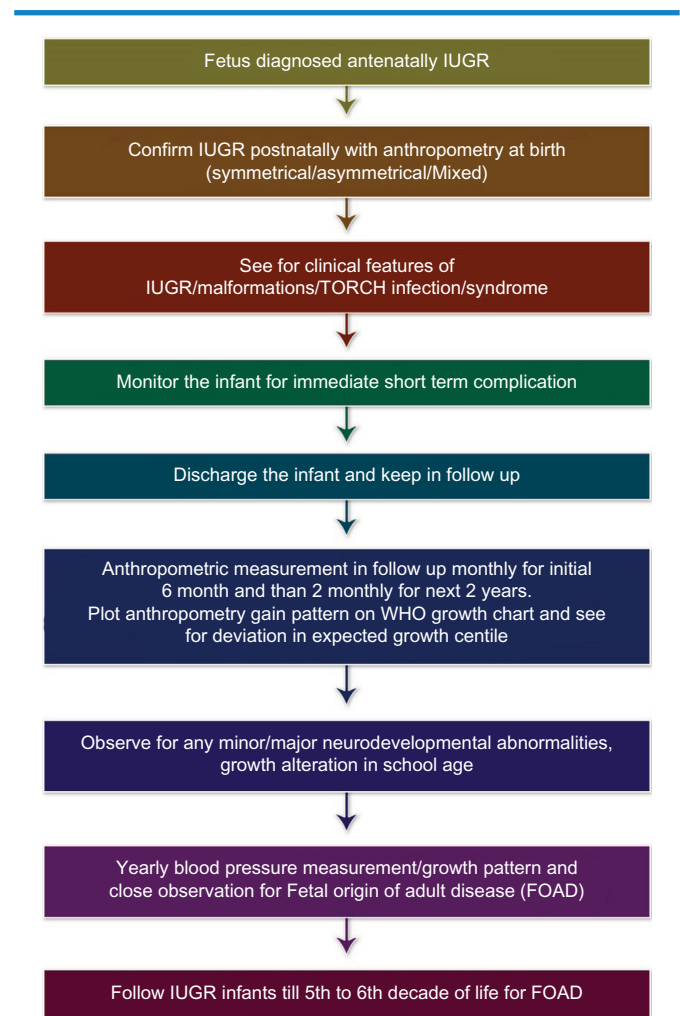 Fetus diagnosed antenatally IUGR
Confirm IUGR postnatally with anthropometry at birth
(symmetrical/asymmetrical/Mixed)
See for clinical features of
IUGR/malformations/TORCH infection/syndrome
Monitor the infant for immediate short term complication
Discharge the infant and keep in follow up
Anthropometric measurement in follow up monthly for initial
6 month and than 2 monthly for next 2 years.
Plot anthropometry gain pattern on WHO growth chart and see
for deviation in expected growth centile
Observe for any minor/major neurodevelopmental abnormalities,
growth alteration in school age
Yearly blood pressure measurement/growth pattern and
close observation for Fetal origin of adult disease (FOAD)
Follow IUGR infants till 5th to 6th decade of life for FOAD